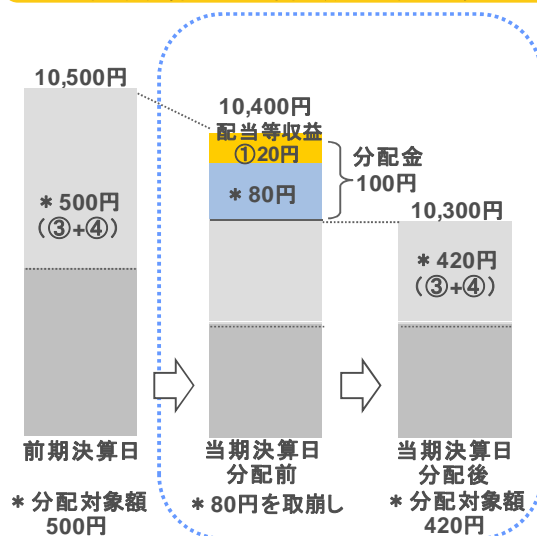 10,500円
＊500円
（③+④）
前期決算日
＊分配対象額
500円
10,400円
配当等収益
①20円
＊80円
分配金
100円
当期決算日
分配前
＊80円を取崩し
10,300円
＊420円
（③+④）
当期決算日
分配後
＊分配対象額
420円